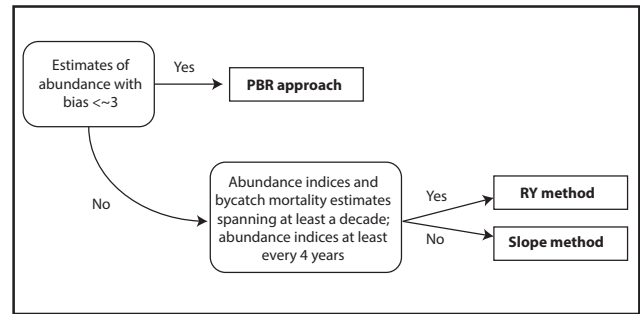 Estimates of
abundance with
bias <~3
Yes
PBR approach
No
Abundance indices and
bycatch mortality estimates
spanning at least a decade;
abundance indices at least
every 4 years
Yes
RY method
No
Slope method